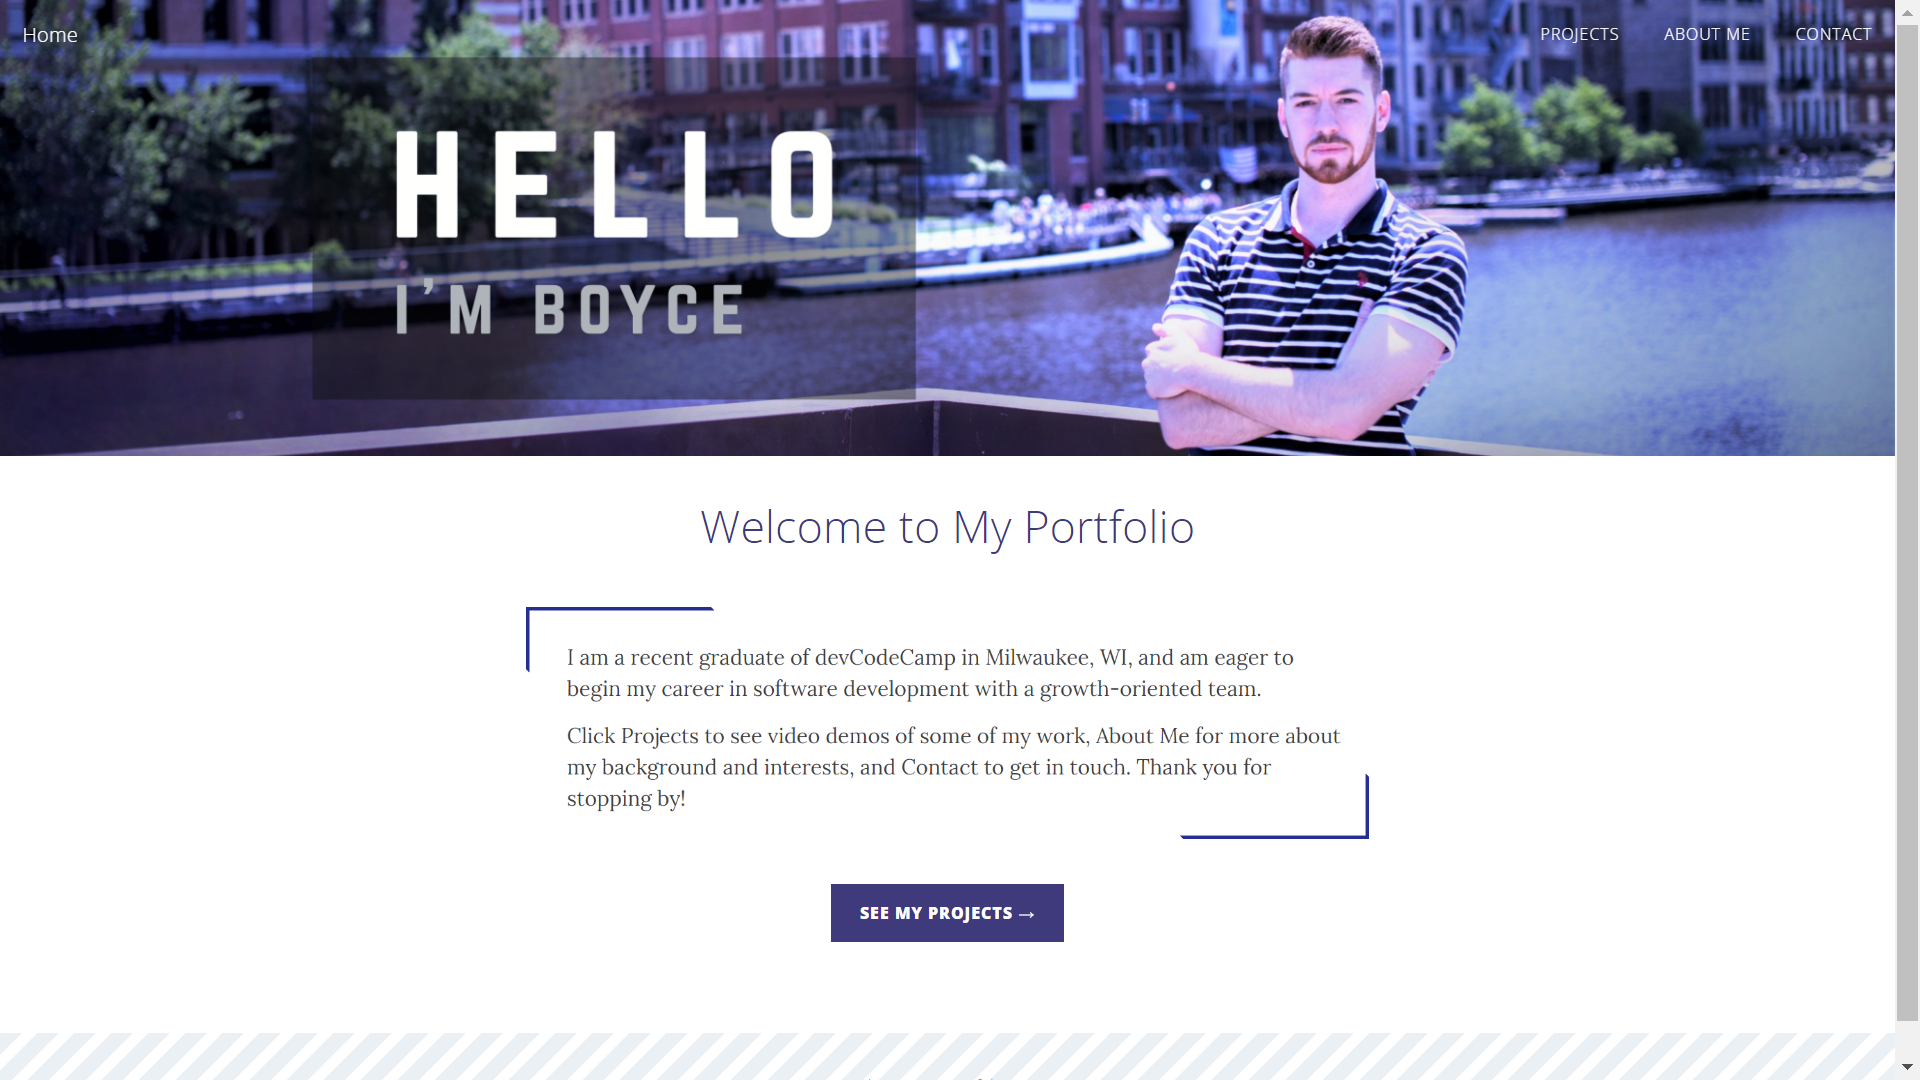 Home
PROJECTS
ABOUT ME
CONTACT
HELLO
I'M BOYCE
Welcome to My Portfolio
I am a recent graduate of devCodeCamp in Milwaukee, WI, and am eager to
begin my career in software development with a growth-oriented team.
Click Projects to see video demos of some of my work, About Me for more about
my background and interests, and Contact to get in touch. Thank you for
stopping by!
SEE MY PROJECTS →